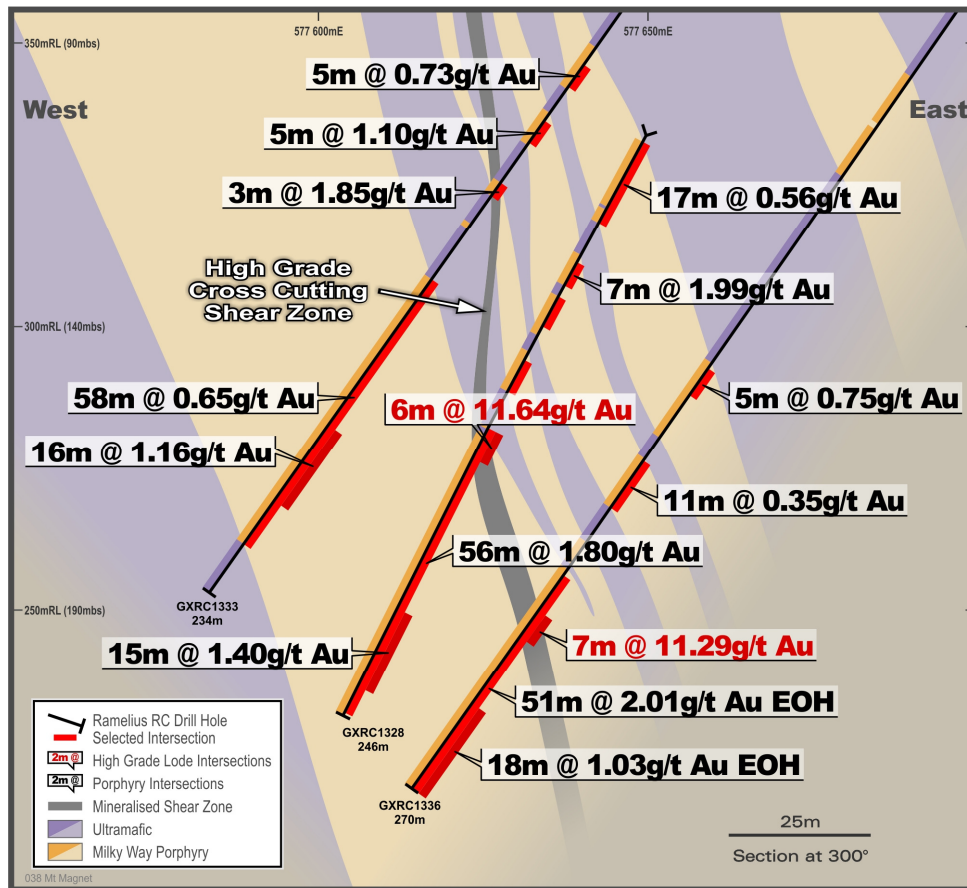 577 600mE
577 650mE
350mRL (90mbs)
West
East
5m @ 0.73g/t Au
5m @ 1.10g/t Au
3m @ 1.85g/t Au
17m @ 0.56g/t Au
High Grade
Cross Cutting
Shear Zone
7m @ 1.99g/t Au
300mRL (140mbs)
58m @ 0.65g/t Au
6m @ 11.64g/t Au
5m @ 0.75g/t Au
16m @ 1.16g/t Au
11m @ 0.35g/t Au
56m @ 1.80g/t Au
GXRC1333
234m
250mRL (190mbs)
15m @ 1.40g/t Au
7m @ 11.29g/t Au
51m @ 2.01g/t Au EOH
GXRC1328
246m
18m @ 1.03g/t Au EOH
GXRC1336
270m
Ramelius RC Drill Hole
Selected Intersection
2m @
High Grade Lode Intersections
2m @
Porphyry Intersections
Mineralised Shear Zone
Ultramafic
Milky Way Porphyry
25m
Section at 300°
038 Mt Magnet